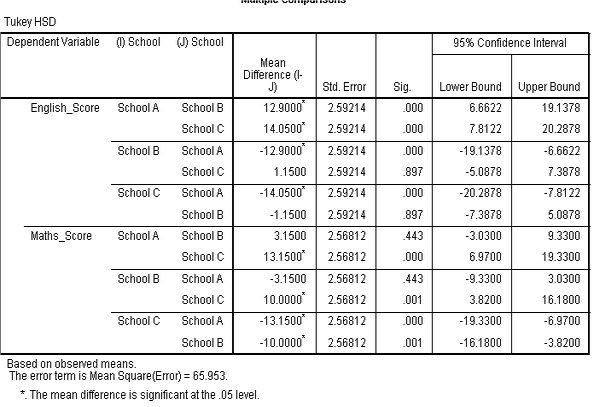 Multiple Comparisons
Tukey HSD
Dependent Variable (I) School (J) School Mean Difference (I-J) Std. Error Sig. 95% Confidence Interval
Lower Bound Upper Bound
English_Score School A School B 12.9000* 2.59214 .000 6.6622 19.1378
School C 14.0500* 2.59214 .000 7.8122 20.2878
School B School A -12.9000* 2.59214 .000 -19.1378 -6.6622
School C 1.1500 2.59214 .897 -5.0878 7.3878
School C School A -14.0500* 2.59214 .000 -20.2878 -7.8122
School B -1.1500 2.59214 .897 -7.3878 5.0878
Maths_Score School A School B 3.1500 2.56812 .443 -3.0300 9.3300
School C 13.1500* 2.56812 .000 6.9700 19.3300
School B School A -3.1500 2.56812 .443 -9.3300 3.0300
School C 10.0000* 2.56812 .001 3.8200 16.1800
School C School A -13.1500* 2.56812 .000 -19.3300 -6.9700
School B -10.0000* 2.56812 .001 -16.1800 -3.8200
Based on observed means.
The error term is Mean Square(Error) = 65.953.
*. The mean difference is significant at the .05 level.